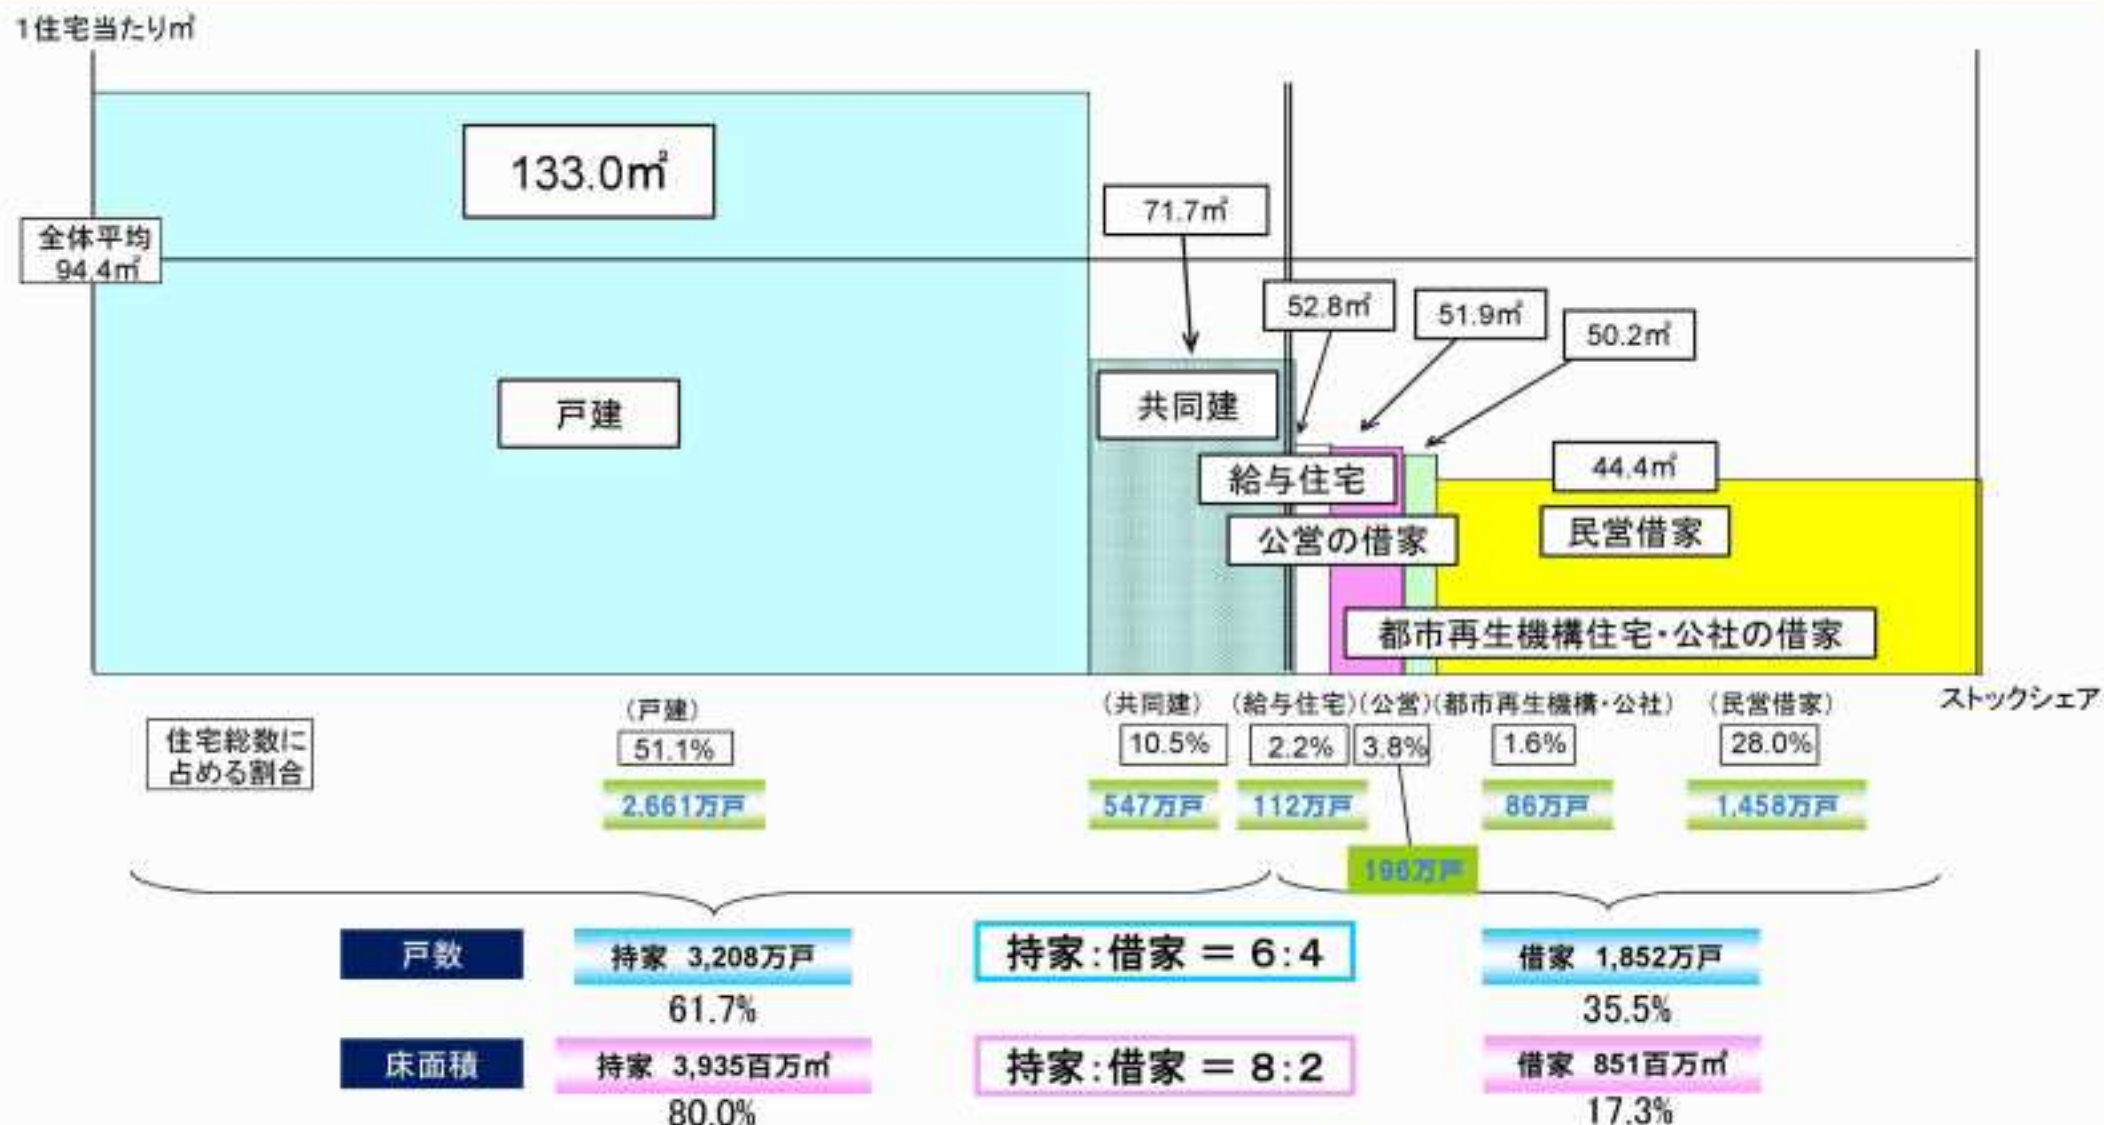 1住宅当たり㎡
133.0㎡
71.7㎡
全体平均
94.4㎡
52.8㎡
51.9㎡
50.2㎡
戸建
共同建
給与住宅
44.4㎡
公営の借家
民営借家
都市再生機構住宅・公社の借家
(戸建)
(共同建)
(給与住宅)
(公営)
(都市再生機構・公社)
(民営借家)
ストックシェア
住宅総数に
占める割合
51.1%
10.5%
2.2%
3.8%
1.6%
28.0%
2,661万戸
547万戸
112万戸
86万戸
1,458万戸
196万戸
戸数
持家 3,208万戸
持家:借家 = 6:4
借家 1,852万戸
61.7%
35.5%
床面積
持家 3,935百万㎡
持家:借家 = 8:2
借家 851百万㎡
80.0%
17.3%